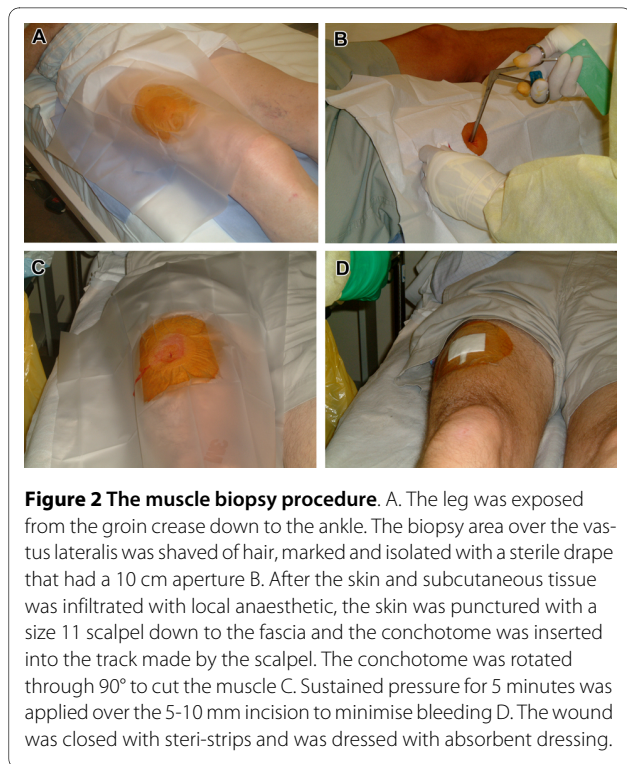 A
B
C
D
Figure 2 The muscle biopsy procedure. A. The leg was exposed
from the groin crease down to the ankle. The biopsy area over the vas-
tus lateralis was shaved of hair, marked and isolated with a sterile drape
that had a 10 cm aperture B. After the skin and subcutaneous tissue
was infiltrated with local anaesthetic, the skin was punctured with a
size 11 scalpel down to the fascia and the conchotome was inserted
into the track made by the scalpel. The conchotome was rotated
through 90° to cut the muscle C. Sustained pressure for 5 minutes was
applied over the 5-10 mm incision to minimise bleeding D. The wound
was closed with steri-strips and was dressed with absorbent dressing.